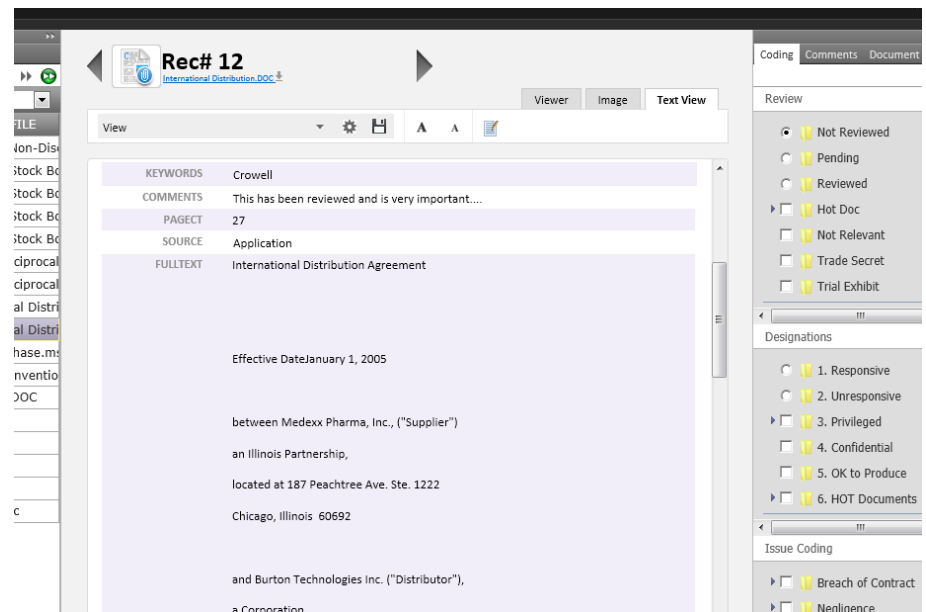 Rec# 12
International Distribution.DOC
Viewer Image Text View
View
A A
KEYWORDS Crowell
COMMENTS This has been reviewed and is very important....
PAGECT 27
SOURCE Application
FULLTEXT International Distribution Agreement
Effective DateJanuary 1, 2005
between Medexx Pharma, Inc., ("Supplier")
an Illinois Partnership,
located at 187 Peachtree Ave. Ste. 1222
Chicago, Illinois 60692
and Burton Technologies Inc. ("Distributor"),
a Corporation
FILE
Non-Dis
Stock Bo
Stock Bo
Stock Bo
Stock Bo
ciprocal
ciprocal
al Distri
al Distri
hase.ms
nventio
DOC
c
Coding Comments Document
Review
Not Reviewed
Pending
Reviewed
Hot Doc
Not Relevant
Trade Secret
Trial Exhibit
Designations
1. Responsive
2. Unresponsive
3. Privileged
4. Confidential
5. OK to Produce
6. HOT Documents
Issue Coding
Breach of Contract
Negligence